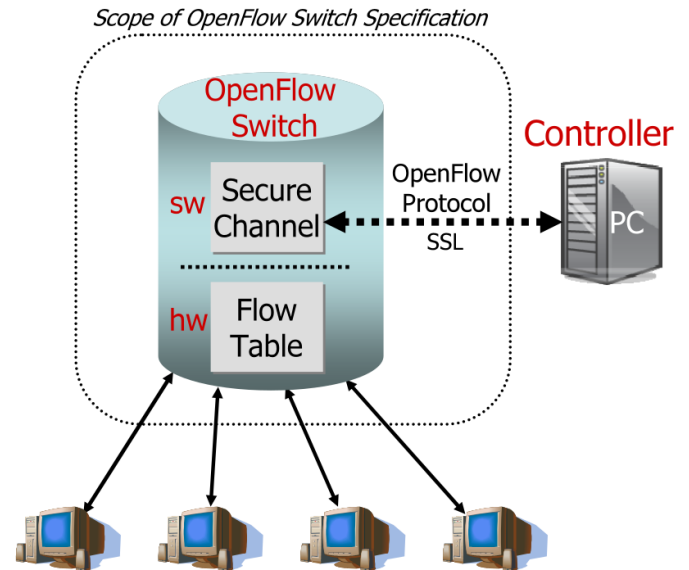 Scope of OpenFlow Switch Specification
OpenFlow
Switch
Controller
sw
Secure
Channel
OpenFlow
Protocol
SSL
PC
hw
Flow
Table